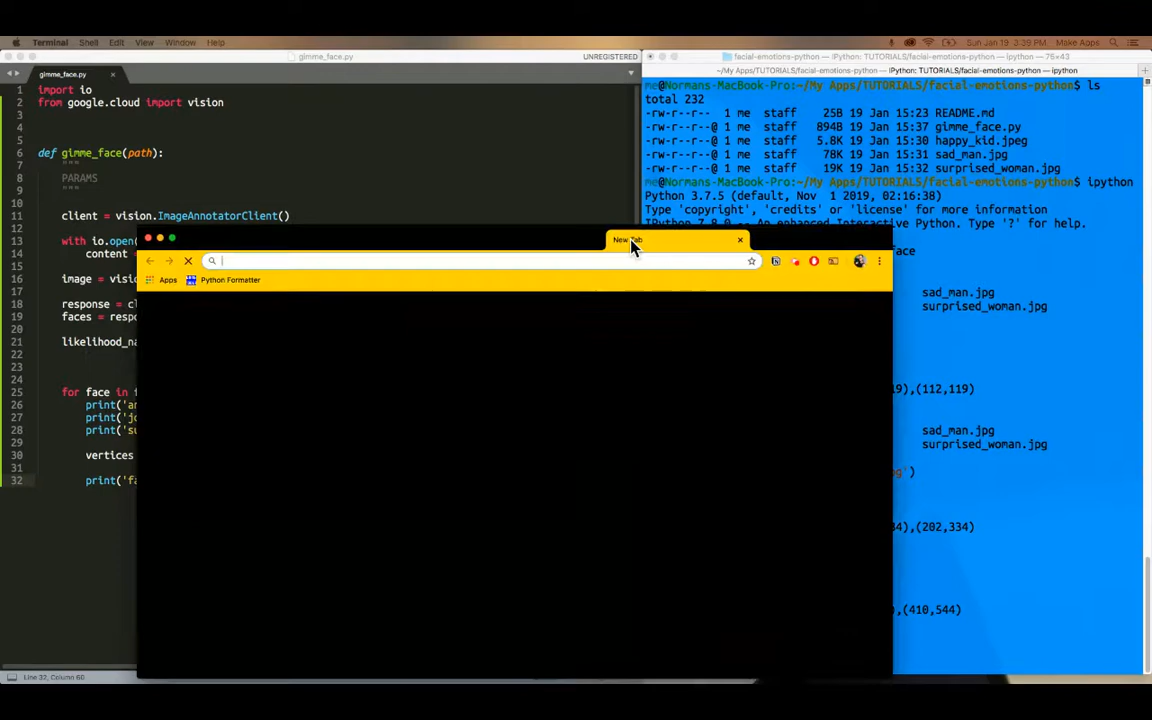 Terminal Shell Edit View Window Help
Sun Jan 19 3:39 PM Make Apps
gimme_face.py
UNREGISTERED
gimme_face.py ×
1 import io
2 from google.cloud import vision
3
4
5
6 def gimme_face(path):
7 """
8 PARAMS
9 """
10
11 client = vision.ImageAnnotatorClient()
12
13 with io.open(
14 content =
15
16 image = visi
17
18 response = cl
19 faces = respo
20
21 likelihood_na
22
23
24
25 for face in
26 print('an
27 print('jo
28 print('su
29
30 vertices
31
32 print('fa
Line 32, Column 60
facial-emotions-python — IPython: TUTORIALS/facial-emotions-python — ipython — 75×43
~/My Apps/TUTORIALS/facial-emotions-python — IPython: TUTORIALS/facial-emotions-python — ipython
me@Normans-MacBook-Pro:~/My Apps/TUTORIALS/facial-emotions-python$ ls
total 232
-rw-r--r-- 1 me staff 25B 19 Jan 15:23 README.md
-rw-r--r--@ 1 me staff 894B 19 Jan 15:31 gimme_face.py
-rw-r--r--@ 1 me staff 5.8K 19 Jan 15:30 happy_kid.jpeg
-rw-r--r--@ 1 me staff 78K 19 Jan 15:31 sad_man.jpg
-rw-r--r--@ 1 me staff 19K 19 Jan 15:32 surprised_woman.jpg
me@Normans-MacBook-Pro:~/My Apps/TUTORIALS/facial-emotions-python$ ipython
Python 3.7.5 (default, Nov 1 2019, 02:16:38)
Type 'copyright', 'credits' or 'license' for more information
IPython 7.8.0 -- An enhanced Interactive Python. Type '?' for help.
ace
sad_man.jpg
surprised_woman.jpg
9),(112,119)
sad_man.jpg
surprised_woman.jpg
g')
4),(202,334)
,(410,544)
New Tab ×
Apps Python Formatter